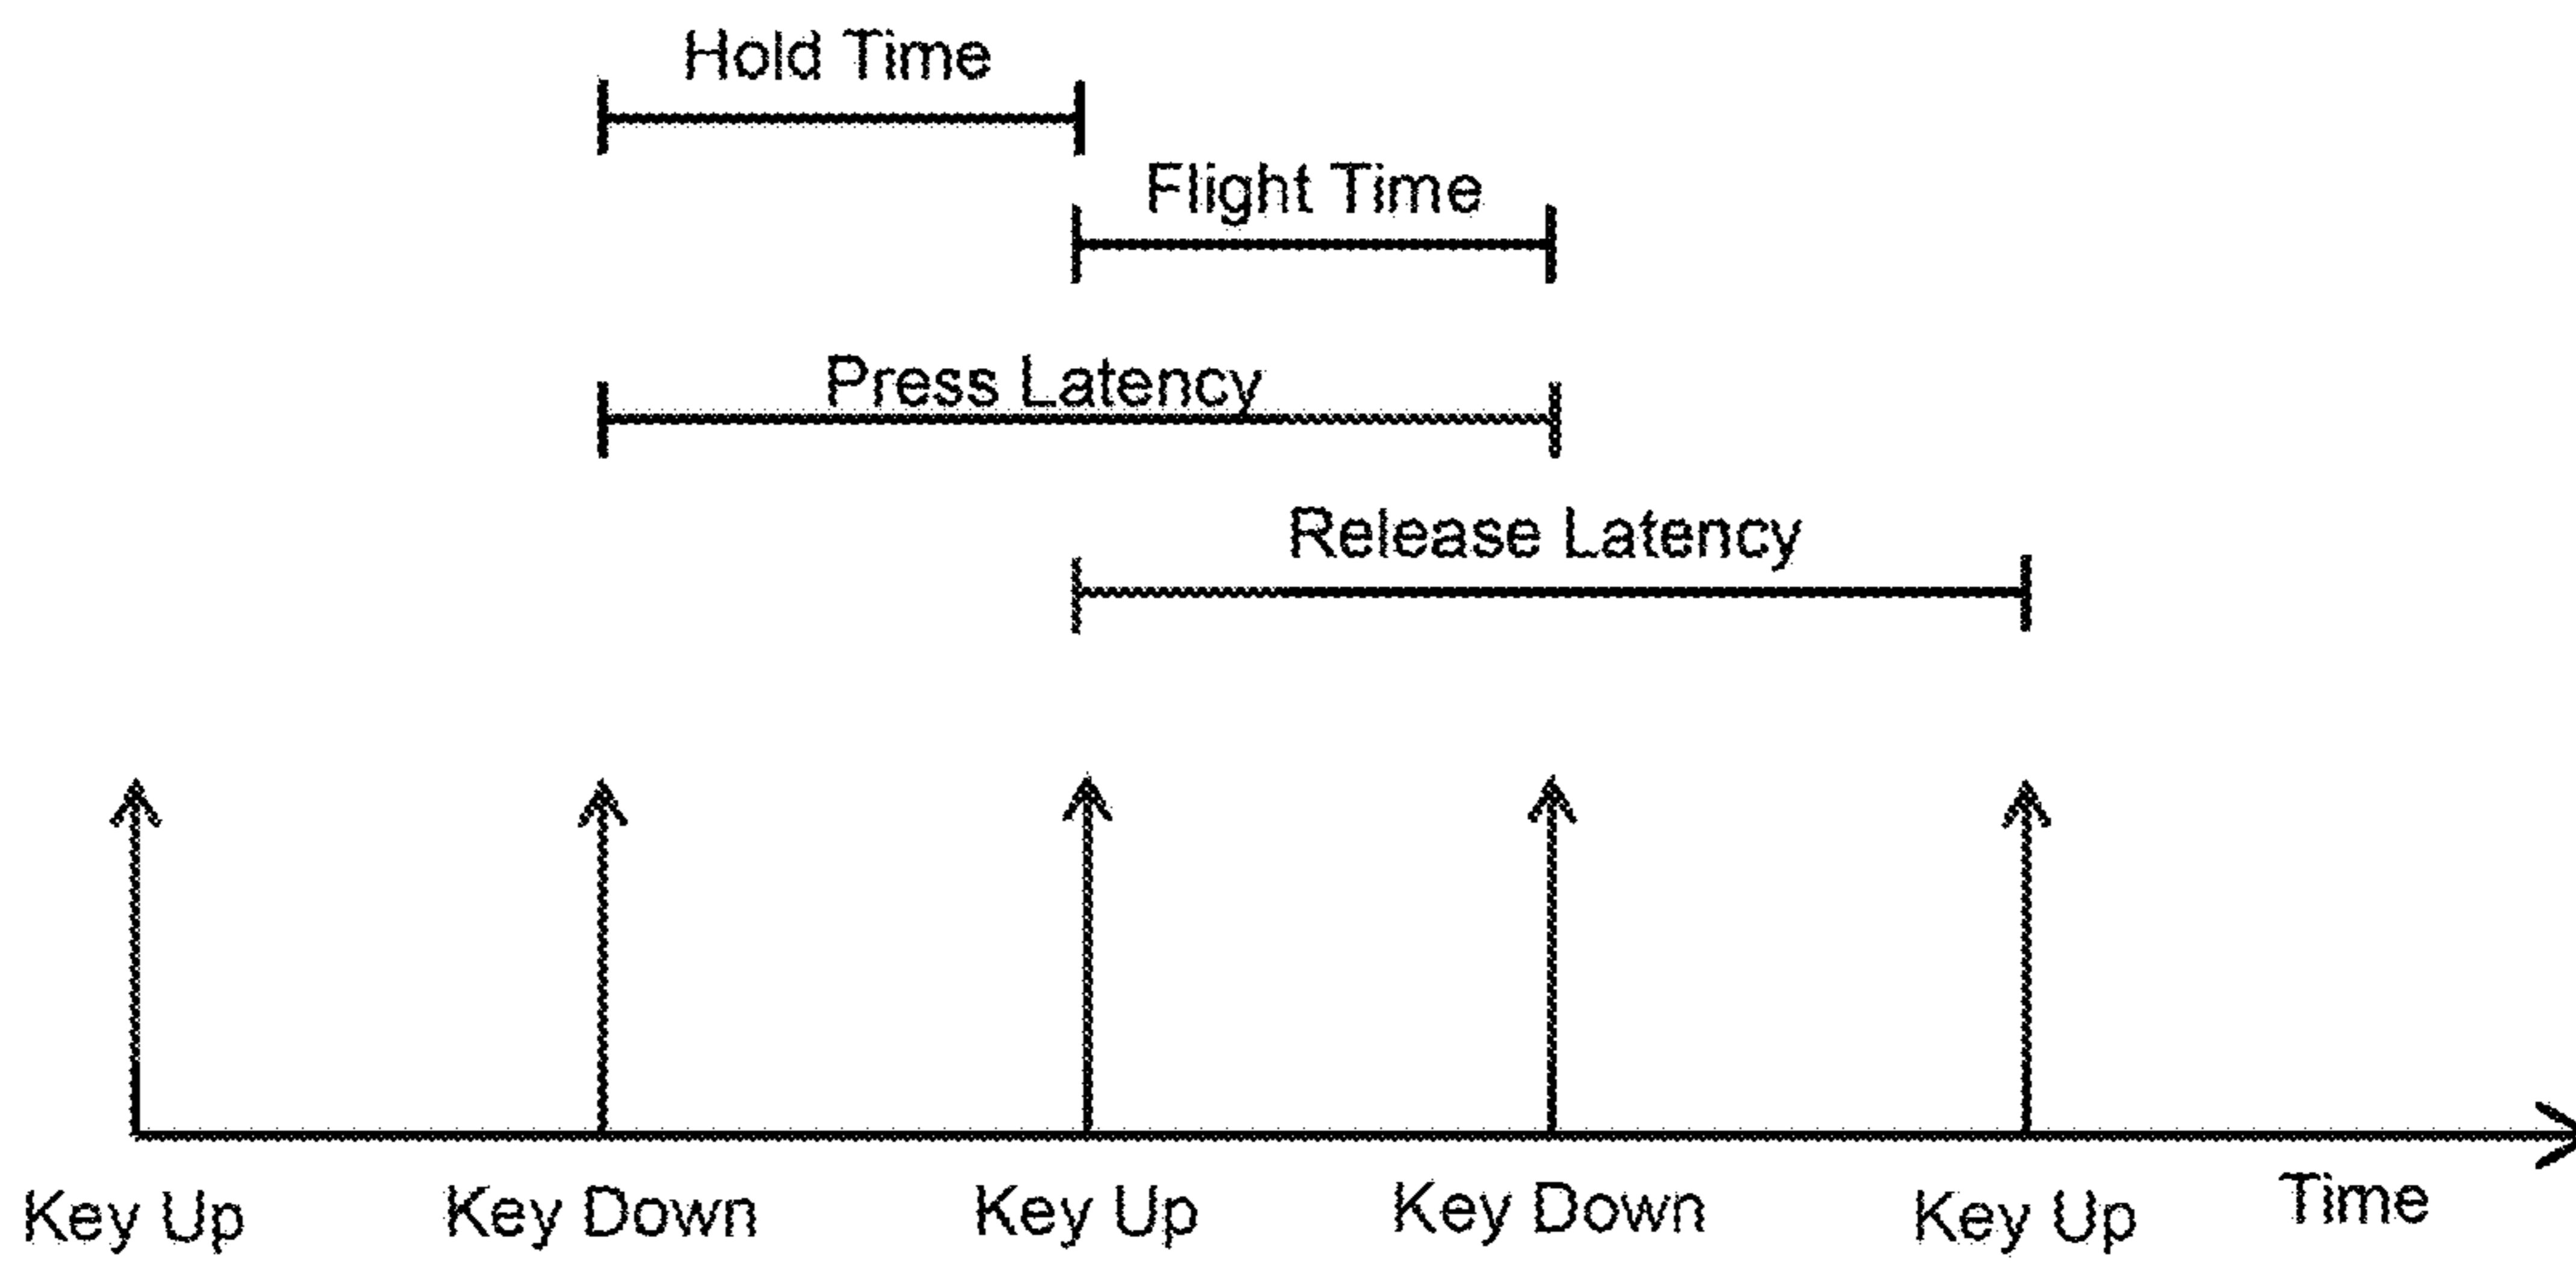 Hold Time
Flight Time
Press Latency
Release Latency
Key Up Key Down Key Up Key Down Key Up Time